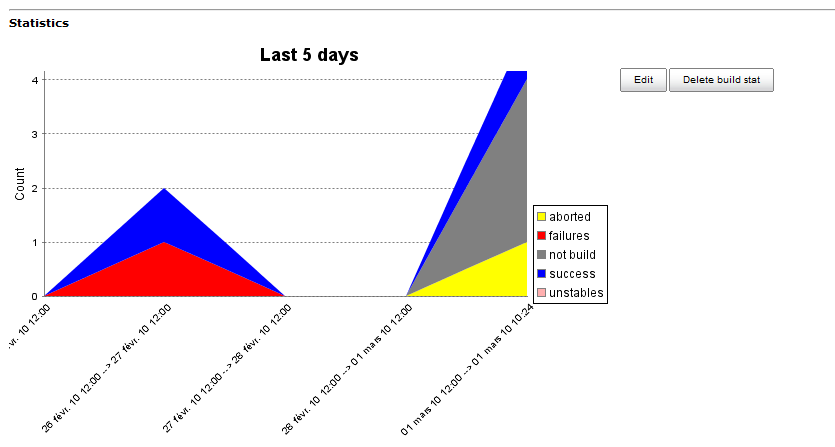 Statistics
Last 5 days
Edit
Delete build stat
Count
4
3
2
1
0
aborted
failures
not build
success
unstables
vr. 10 12:00
26 févr. 10 12:00 --> 27 févr. 10 12:00
27 févr. 10 12:00 --> 28 févr. 10 12:00
28 févr. 10 12:00 --> 01 mars 10 12:00
01 mars 10 12:00 --> 01 mars 10 10:24